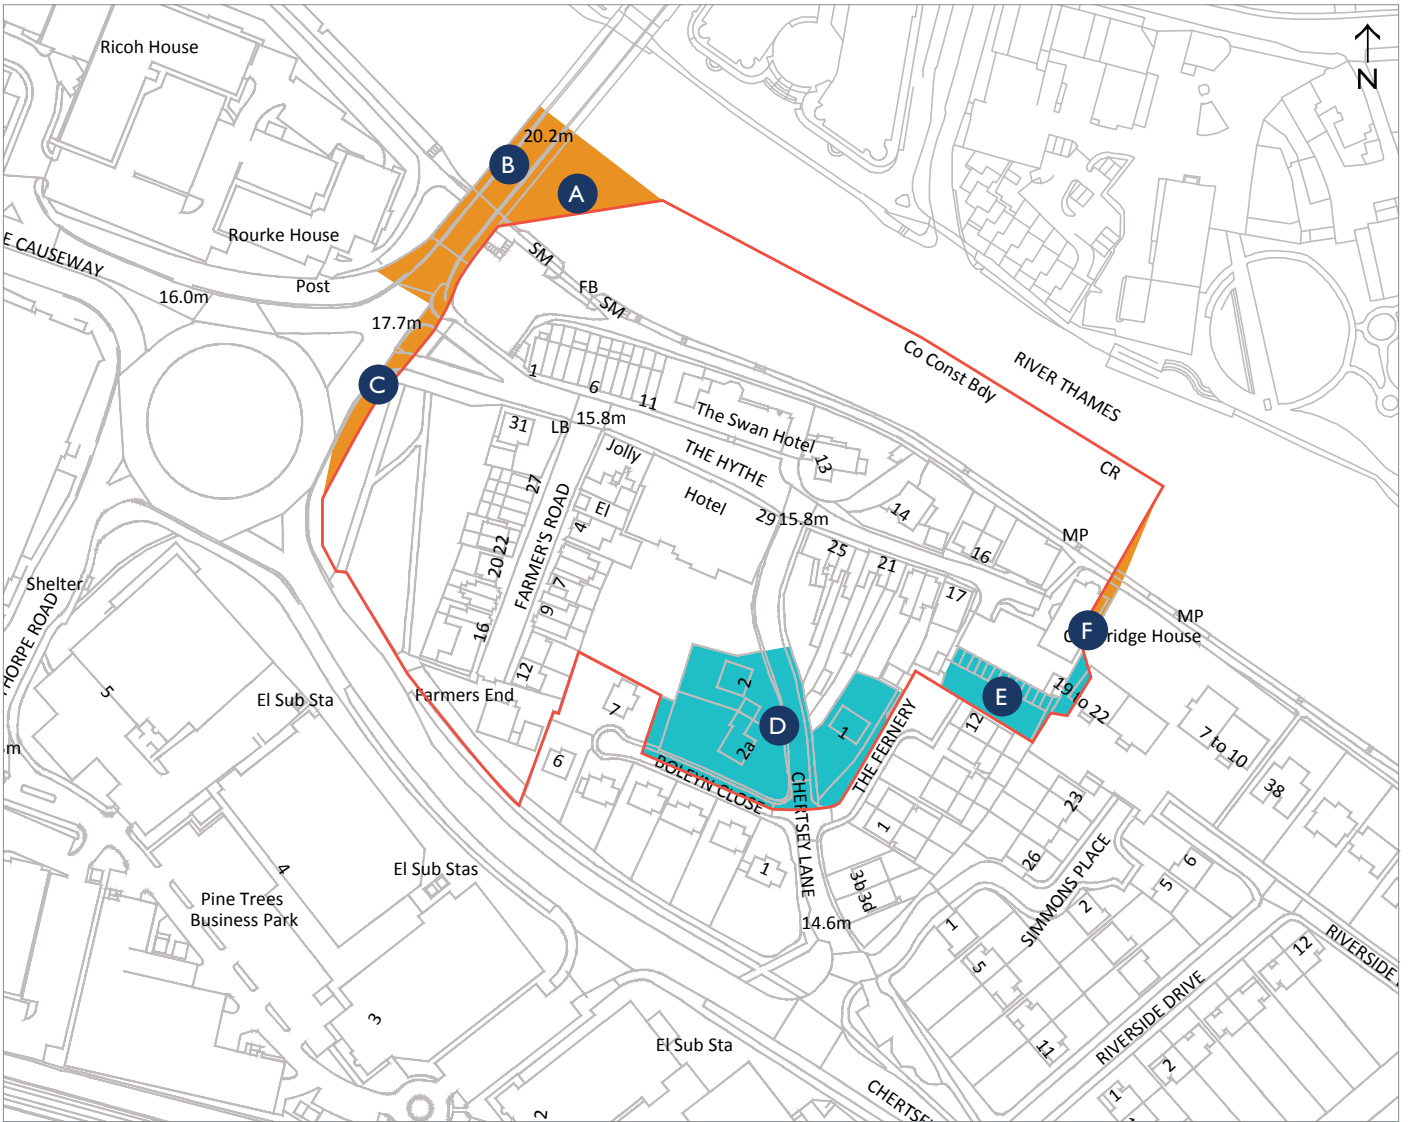 Ricoh House
N
20.2m
B
A
Rourke House
E CAUSEWAY
SM
Post
FB
16.0m
SM
17.7m
Co Const Bdy
RIVER THAMES
C
1
6
11
The Swan Hotel
31
LB
15.8m
Jolly
THE HYTHE
13
CR
27
Hotel
29
15.8m
14
El
FARMER'S ROAD
4
MP
20 22
25
21
16
Shelter
7
17
9
MP
THORPE ROAD
16
F
ridge House
12
2
5
El Sub Sta
Farmers End
7
E
19 to 22
D
1
THE FERNERY
12
7 to 10
m
2a
6
BOLEYN CLOSE
CHERTSEY LANE
38
23
1
26
SIMMONS PLACE
4
El Sub Stas
1
3b 3d
6
5
Pine Trees
Business Park
2
14.6m
1
12
RIVERSIDE
5
3
RIVERSIDE DRIVE
El Sub Sta
11
2
1
2
CHERTSE